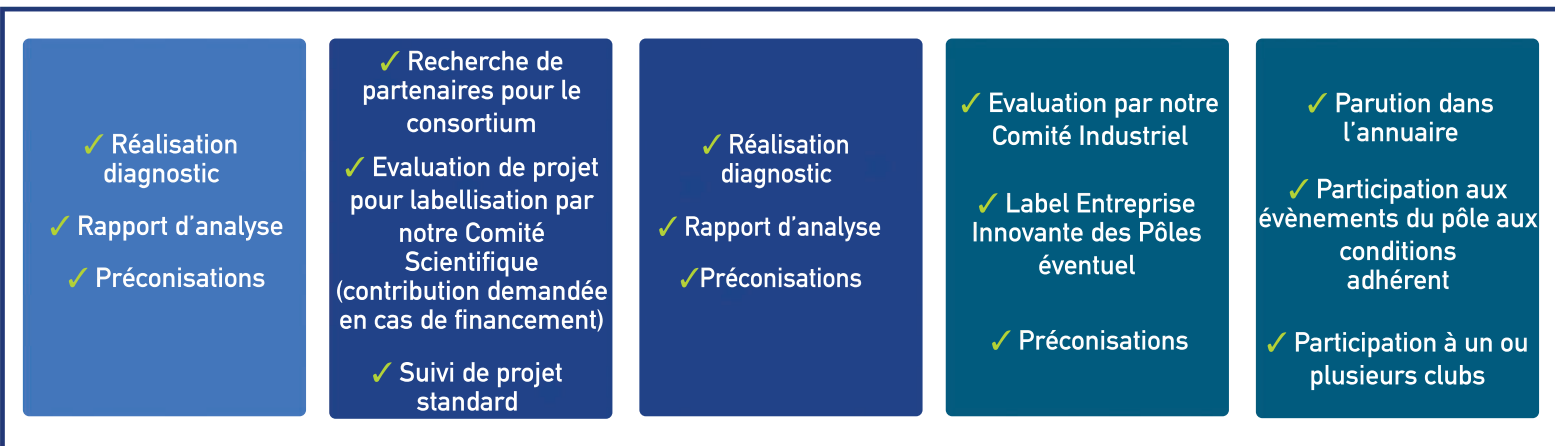 ✓ Réalisation
diagnostic
✓ Rapport d'analyse
✓ Préconisations
✓ Recherche de
partenaires pour le
consortium
✓ Evaluation de projet
pour labellisation par
notre Comité
Scientifique
(contribution demandée
en cas de financement)
✓ Suivi de projet
standard
✓ Réalisation
diagnostic
✓ Rapport d'analyse
✓Préconisations
✓ Evaluation par notre
Comité Industriel
✓ Label Entreprise
Innovante des Pôles
éventuel
✓ Préconisations
✓ Parution dans
l'annuaire
✓ Participation aux
évènements du pôle aux
conditions
adhérent
✓ Participation à un ou
plusieurs clubs